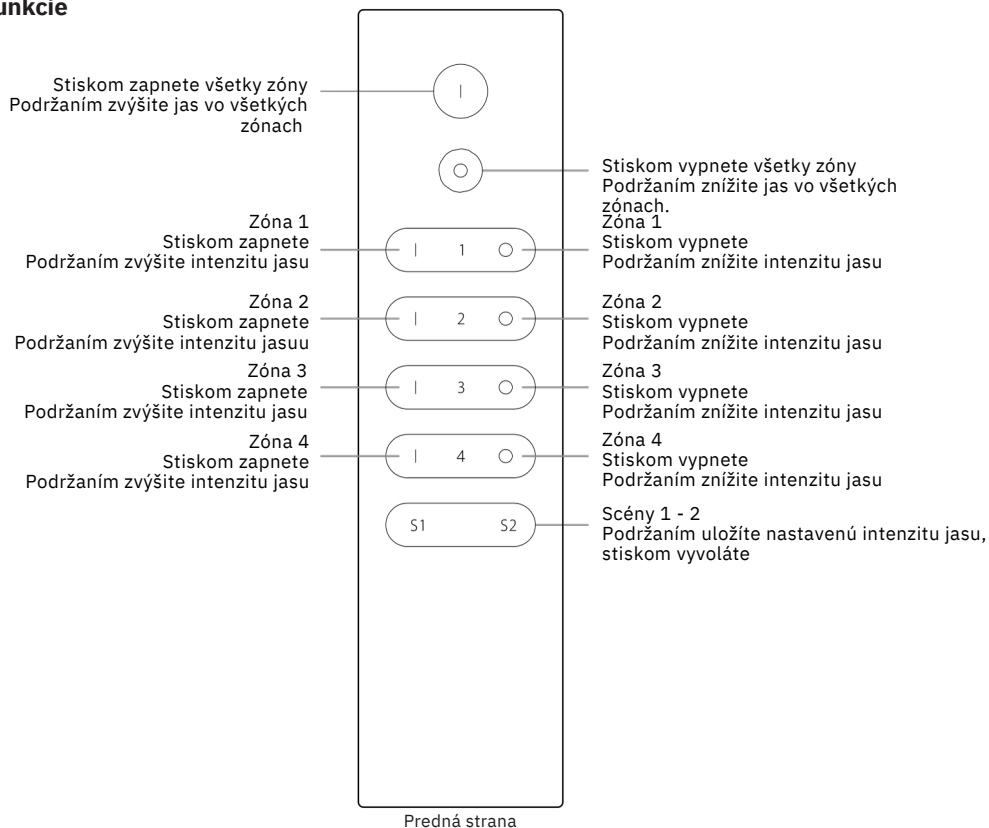 unkcie
Stiskom zapnete všetky zóny
Podržaním zvýšite jas vo všetkých
zónach
|
Stiskom vypnete všetky zóny
Podržaním znížite jas vo všetkých
zónach.
Zóna 1
Stiskom zapnete
Podržaním zvýšite intenzitu jasu
| 1 O
Zóna 1
Stiskom vypnete
Podržaním znížite intenzitu jasu
Zóna 2
Stiskom zapnete
Podržaním zvýšite intenzitu jasuu
| 2 O
Zóna 2
Stiskom vypnete
Podržaním znížite intenzitu jasu
Zóna 3
Stiskom zapnete
Podržaním zvýšite intenzitu jasu
| 3 O
Zóna 3
Stiskom vypnete
Podržaním znížite intenzitu jasu
Zóna 4
Stiskom zapnete
Podržaním zvýšite intenzitu jasu
| 4 O
Zóna 4
Stiskom vypnete
Podržaním znížite intenzitu jasu
S1 S2
Scény 1 - 2
Podržaním uložíte nastavenú intenzitu jasu,
stiskom vyvoláte
Predná strana